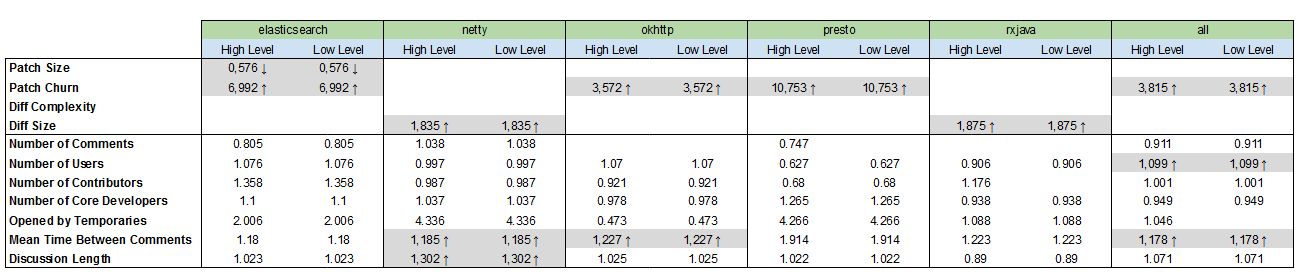 elasticsearch netty okhttp presto rxjava all
High Level Low Level High Level Low Level High Level Low Level High Level Low Level High Level Low Level High Level Low Level
Patch Size 0,576 ↓ 0,576 ↓
Patch Churn 6,992 ↑ 6,992 ↑ 3,572 ↑ 3,572 ↑ 10,753 ↑ 10,753 ↑ 3,815 ↑ 3,815 ↑
Diff Complexity
Diff Size 1,835 ↑ 1,835 ↑ 1,875 ↑ 1,875 ↑
Number of Comments 0.805 0.805 1.038 1.038 0.747 0.911 0.911
Number of Users 1.076 1.076 0.997 0.997 1.07 1.07 0.627 0.627 0.906 0.906 1,099 ↑ 1,099 ↑
Number of Contributors 1.358 1.358 0.987 0.987 0.921 0.921 0.68 0.68 1.176 1.001 1.001
Number of Core Developers 1.1 1.1 1.037 1.037 0.978 0.978 1.265 1.265 0.938 0.938 0.949 0.949
Opened by Temporaries 2.006 2.006 4.336 4.336 0.473 0.473 4.266 4.266 1.088 1.088 1.046
Mean Time Between Comments 1.18 1.18 1,185 ↑ 1,185 ↑ 1,227 ↑ 1,227 ↑ 1.914 1.914 1.223 1.223 1,178 ↑ 1,178 ↑
Discussion Length 1.023 1.023 1,302 ↑ 1,302 ↑ 1.025 1.025 1.022 1.022 0.89 0.89 1.071 1.071